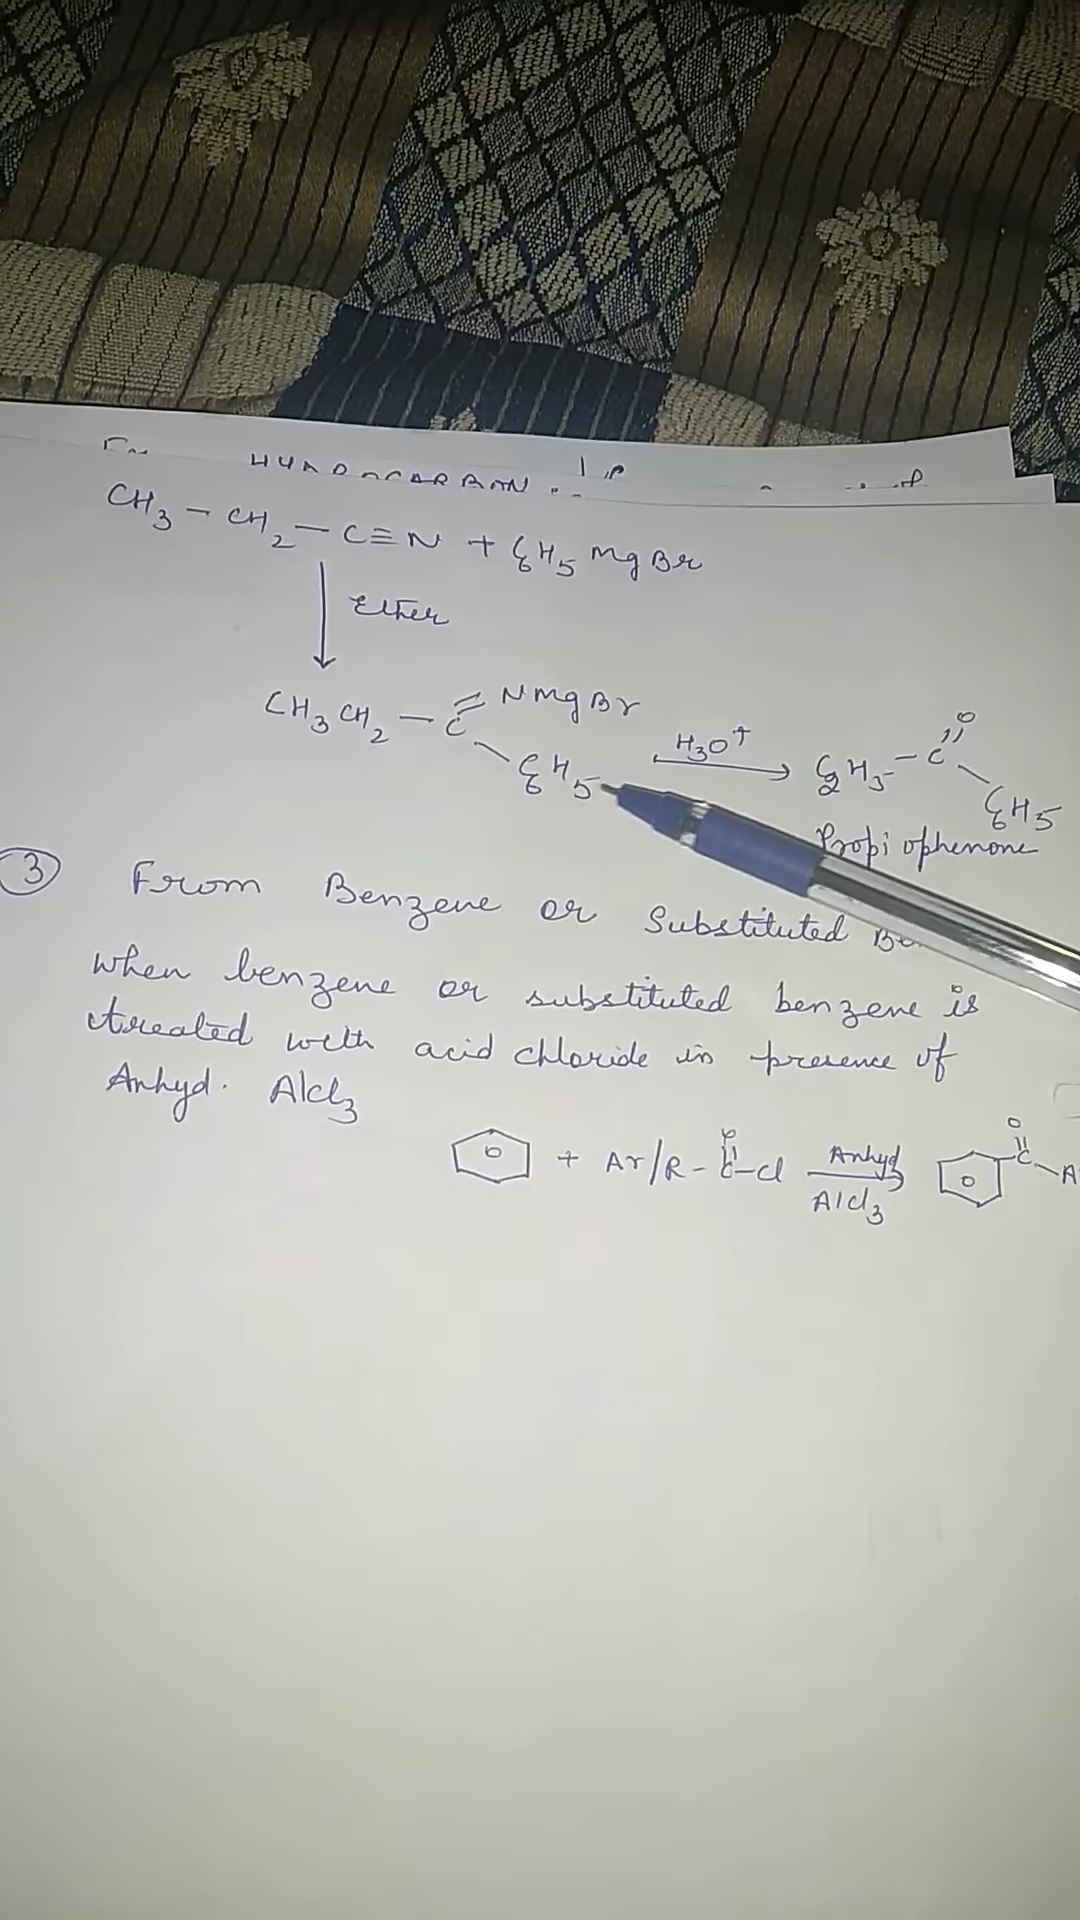 HYDROCARBON
CH3 - CH2 - C≡N + C6H5 MgBr
Ether
CH3 CH2 - C = NMgBr
C6H5
H3O+
C2H5 - C = O
C6H5
Propiophenone
3 From Benzene or Substituted
when benzene or substituted benzene is
treated with acid chloride in presence of
Anhyd. AlCl3
+ Ar/R - C - Cl
O
Anhyd
AlCl3
O
C